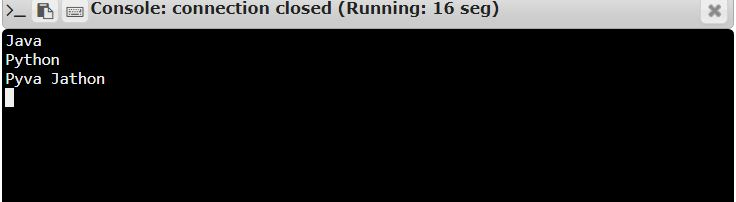 Console: connection closed (Running: 16 seg)
Java
Python
Pyva Jathon